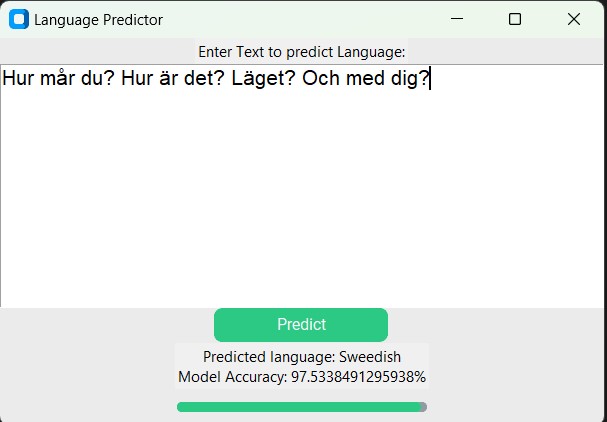 Language Predictor
Enter Text to predict Language:
Hur mår du? Hur är det? Läget? Och med dig?
Predict
Predicted language: Sweedish
Model Accuracy: 97.5338491295938%